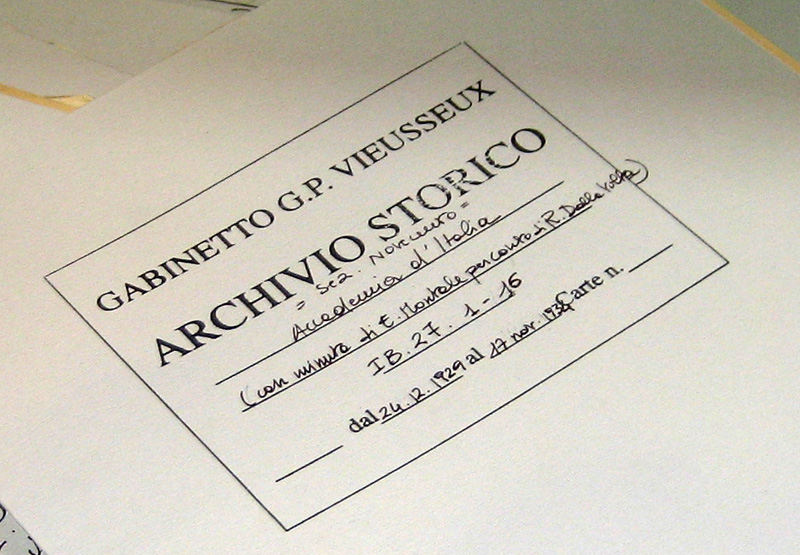 GABINETTO G.P. VIEUSSEUX
ARCHIVIO STORICO
= sez. Novecento =
Accademia d'Italia
(con minuta di E. Montale per conto di R. Dalla Volta)
IB. 27. 1-16
dal 24.12.1929 al 17 nov. 1938 Carte n.